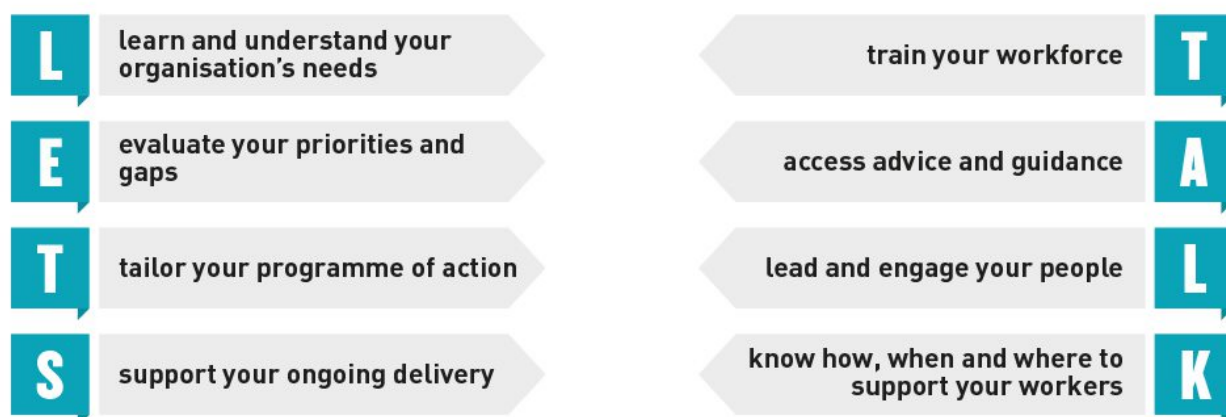 L
learn and understand your
organisation's needs
E
evaluate your priorities and
gaps
T
tailor your programme of action
S
support your ongoing delivery
train your workforce
T
access advice and guidance
A
lead and engage your people
L
know how, when and where to
support your workers
K